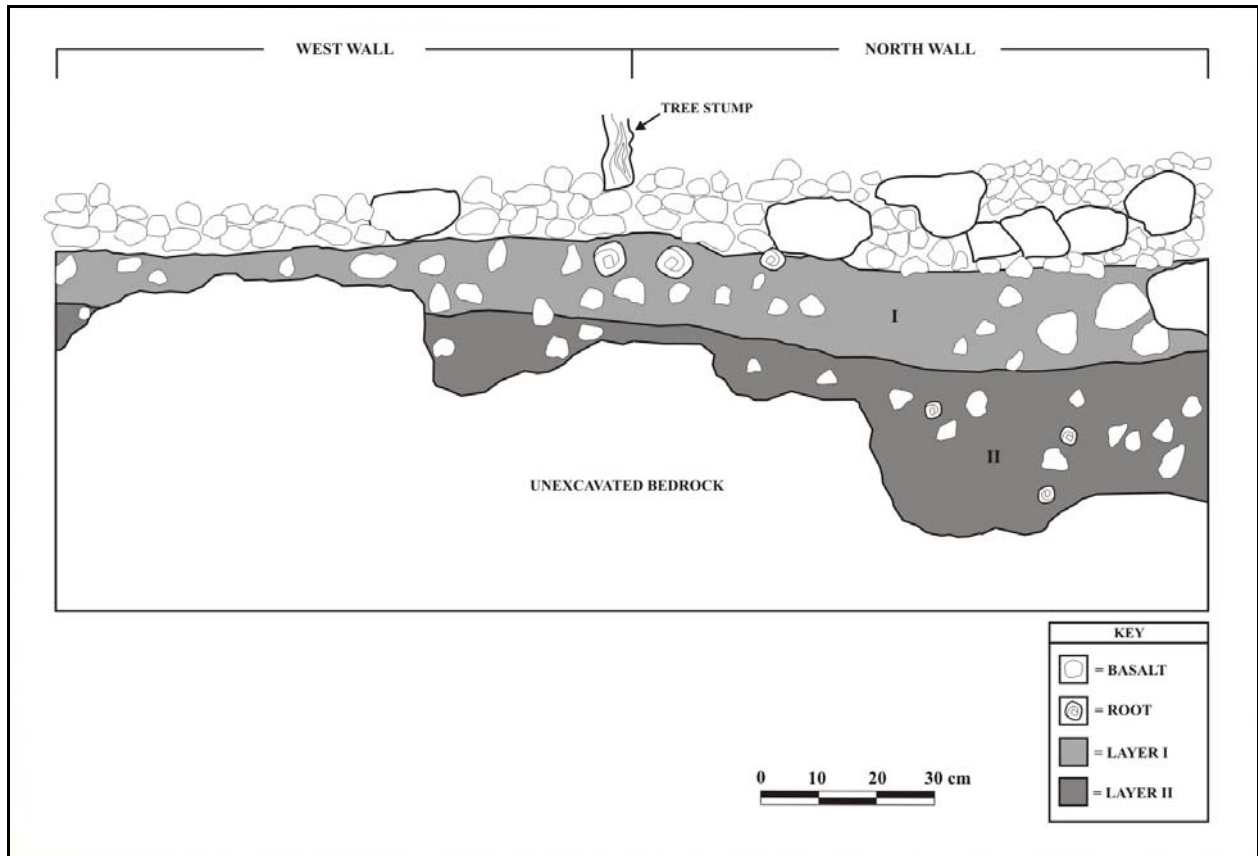 WEST WALL
NORTH WALL
TREE STUMP
I
II
UNEXCAVATED BEDROCK
KEY
= BASALT
= ROOT
= LAYER I
= LAYER II
0 10 20 30 cm